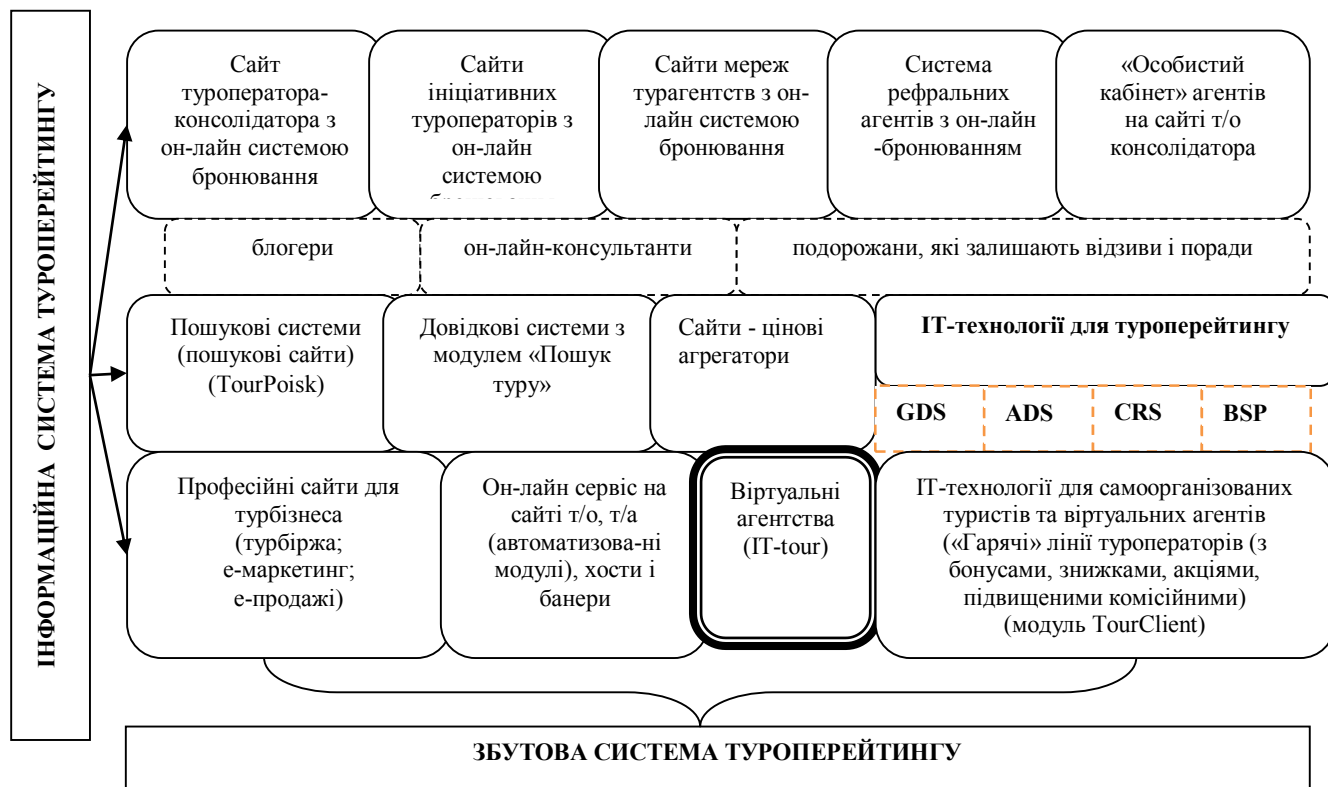 ІНФОРМАЦІЙНА СИСТЕМА ТУРОПЕРЕЙТИНГУ
Сайт
туроператора-
консолідатора з
он-лайн системою
бронювання
Сайти
ініціативних
туроператорів з
он-лайн
системою
Сайти мереж
турагентств з он-
лайн системою
бронювання
Система
рефральних
агентів з он-лайн
-бронюванням
«Особистий
кабінет» агентів
на сайті т/о
консолідатора
блогери
он-лайн-консультанти
подорожани, які залишають відзиви і поради
Пошукові системи
(пошукові сайти)
(TourPoisk)
Довідкові системи з
модулем «Пошук
туру»
Сайти - цінові
агрегатори
ІТ-технології для туроперейтингу
GDS
ADS
CRS
BSP
Професійні сайти для
турбізнеса
(турбіржа;
е-маркетинг;
е-продажі)
Он-лайн сервіс на
сайті т/о, т/а
(автоматизова-ні
модулі), хости і
банери
Віртуальні
агентства
(IT-tour)
ІТ-технології для самоорганізованих
туристів та віртуальних агентів
(«Гарячі» лінії туроператорів (з
бонусами, знижками, акціями,
підвищеними комісійними)
(модуль TourClient)
ЗБУТОВА СИСТЕМА ТУРОПЕРЕЙТИНГУ